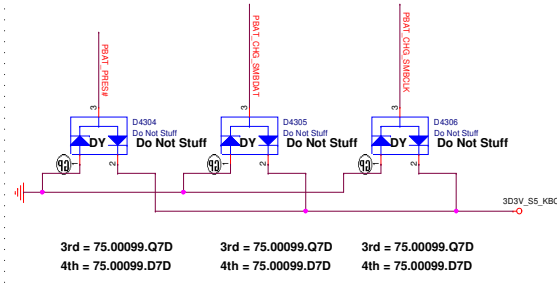 PBAT_PRES#
PBAT_CHG_SMBDAT
PBAT_CHG_SMBCLK
3
3
3
D4304
D4305
D4306
Do Not Stuff
Do Not Stuff
Do Not Stuff
DY
Do Not Stuff
DY
Do Not Stuff
DY
Do Not Stuff
1
2
1
2
1
2
3D3V_S5_KBC
3rd = 75.00099.Q7D
3rd = 75.00099.Q7D
3rd = 75.00099.Q7D
4th = 75.00099.D7D
4th = 75.00099.D7D
4th = 75.00099.D7D